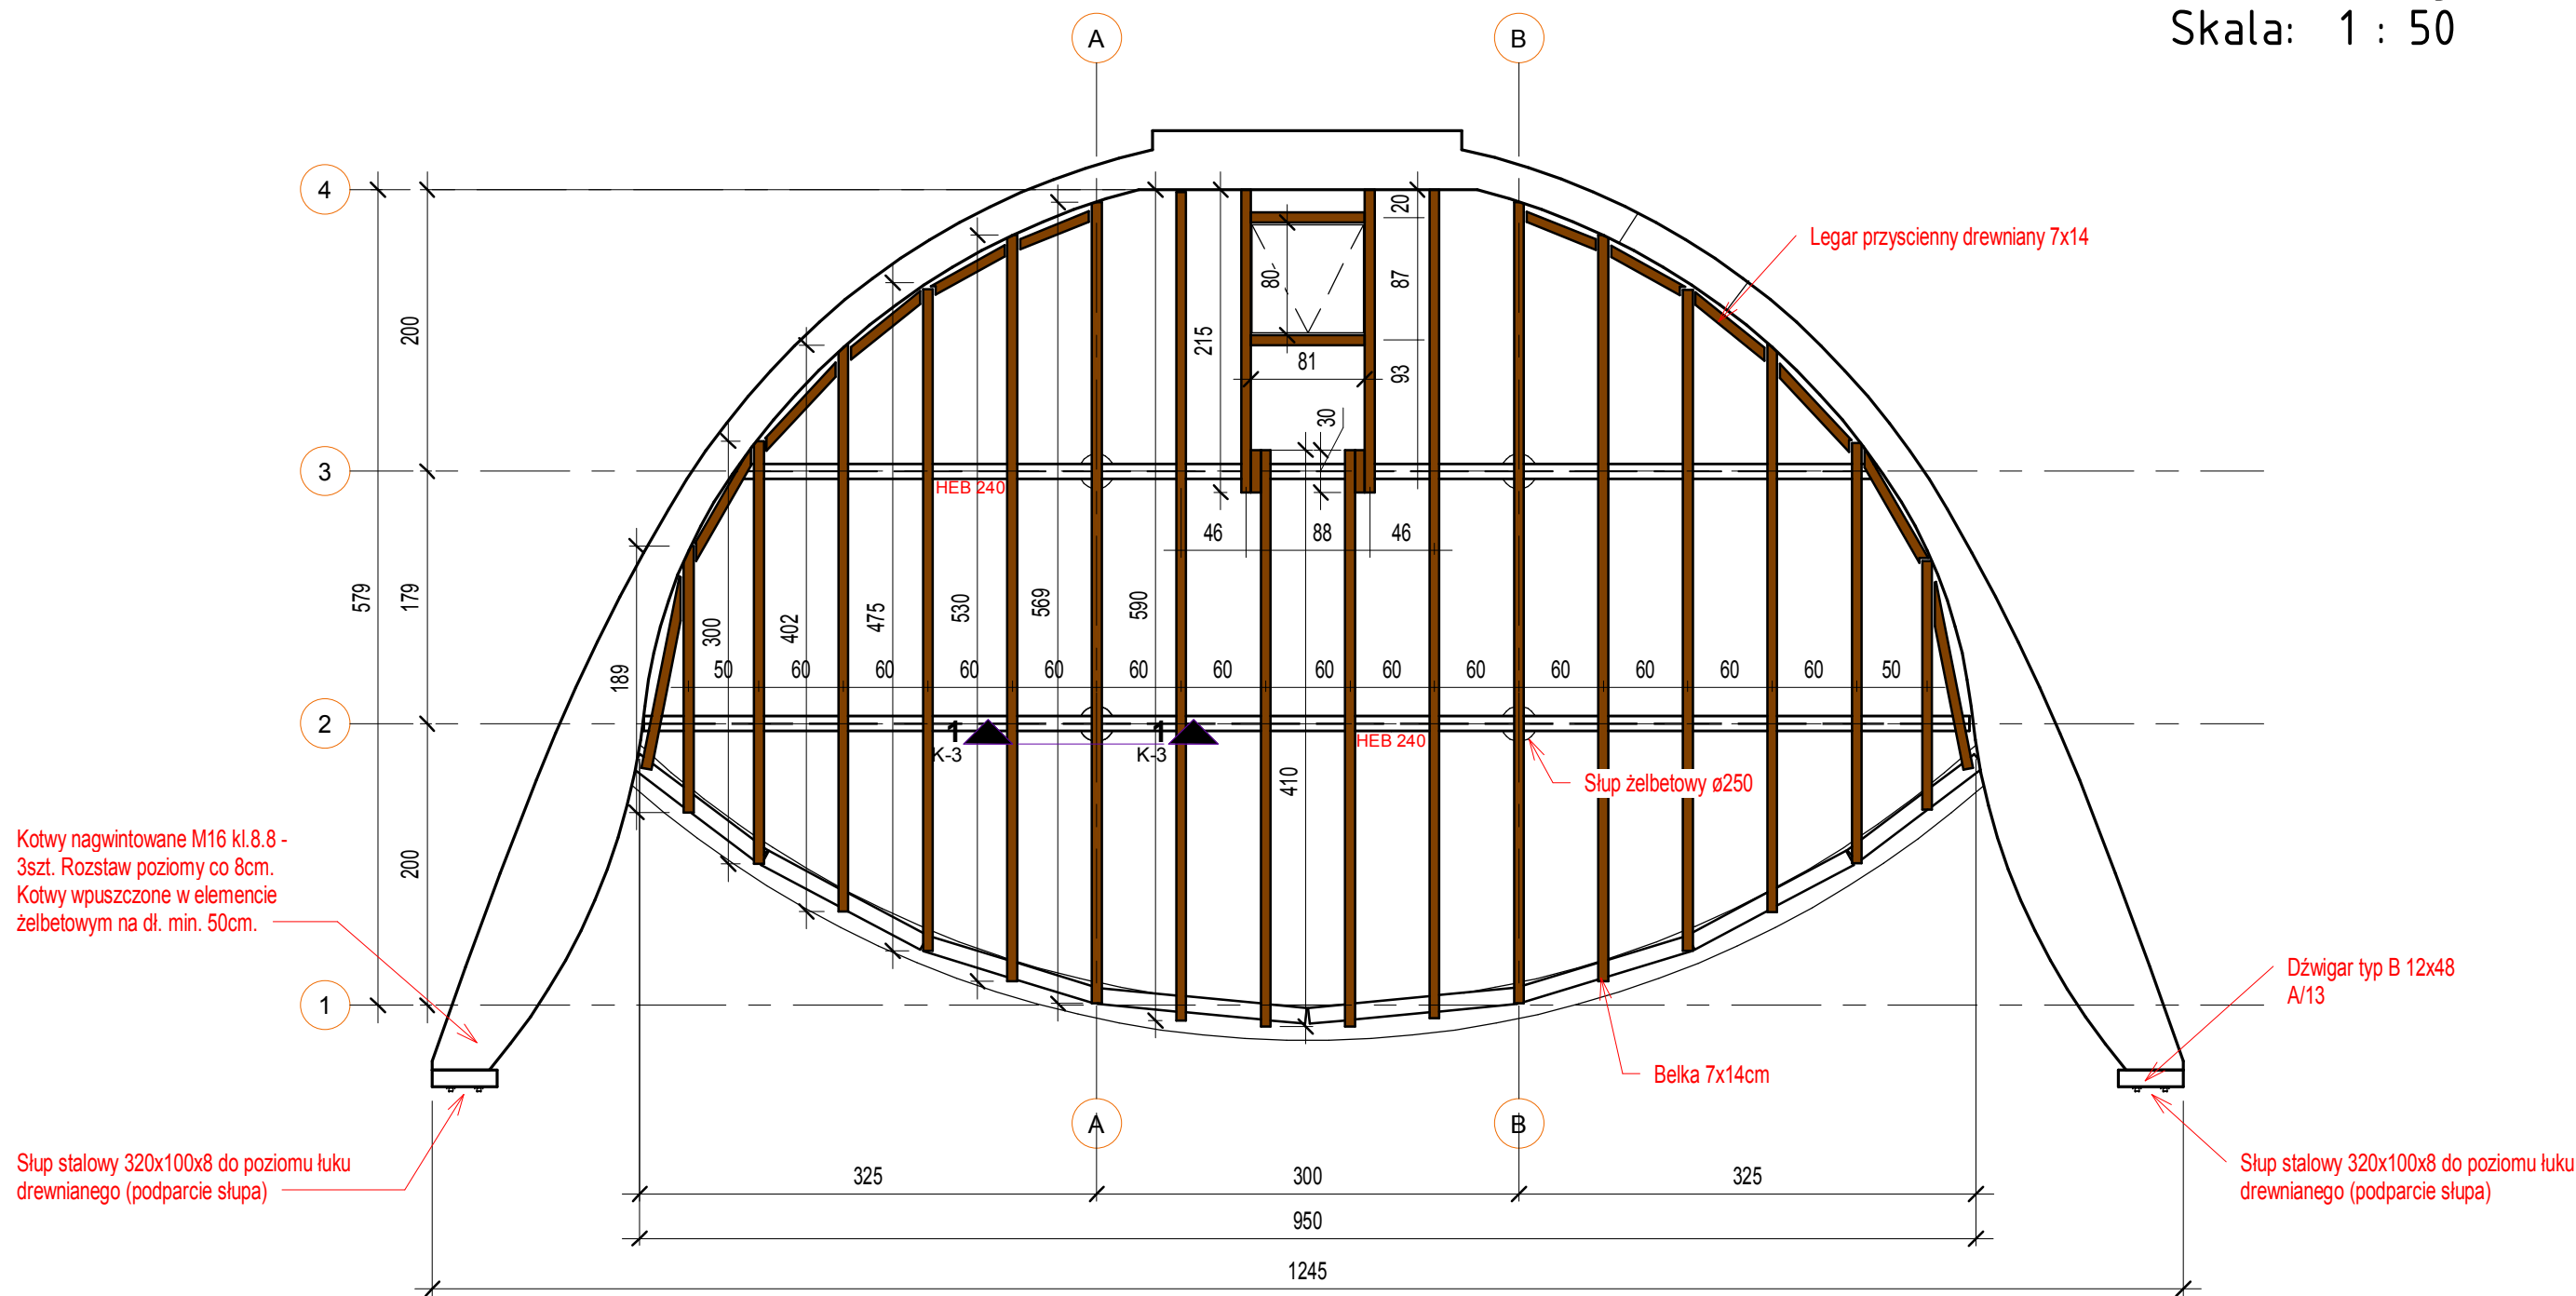 Skala: 1 : 50
A
B
4
3
2
1
A
B
Legar przyscienny drewniany 7x14
HEB 240
HEB 240
Słup żelbetowy ø250
Belka 7x14cm
Kotwy nagwintowane M16 kl.8.8 -
3szt. Rozstaw poziomy co 8cm.
Kotwy wpuszczone w elemencie
żelbetowym na dł. min. 50cm.
Dźwigar typ B 12x48
A/13
Słup stalowy 320x100x8 do poziomu łuku
drewnianego (podparcie słupa)
Słup stalowy 320x100x8 do poziomu łuku
drewnianego (podparcie słupa)
1
K-3
1
K-3
579
200
179
200
189
300
402
475
530
569
590
215
80
81
20
87
93
30
46
88
46
410
50
60
60
60
60
60
60
60
60
60
60
60
60
60
50
325
300
325
950
1245